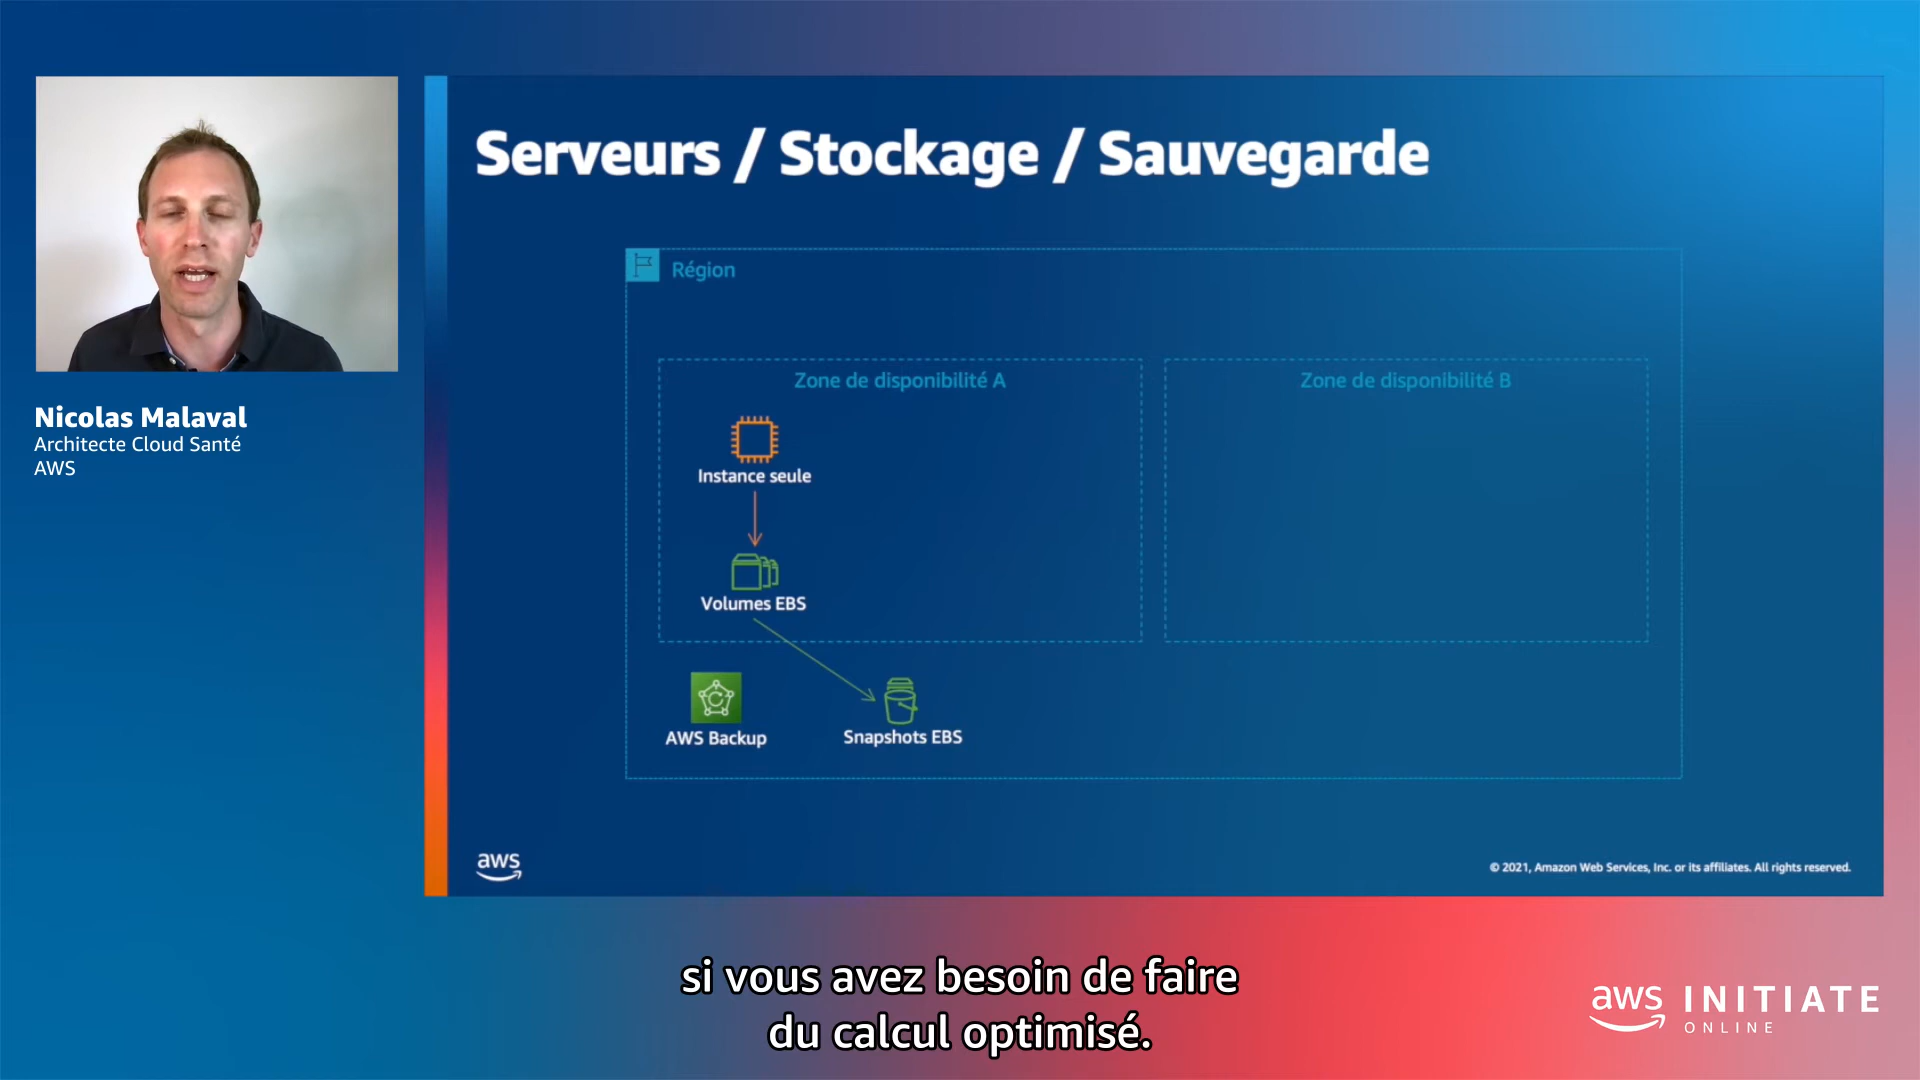 Serveurs / Stockage / Sauvegarde
Région
Zone de disponibilité A
Zone de disponibilité B
Instance seule
Volumes EBS
AWS Backup
Snapshots EBS
aws
© 2021, Amazon Web Services, Inc. or its affiliates. All rights reserved.
Nicolas Malaval
Architecte Cloud Santé
AWS
si vous avez besoin de faire
du calcul optimisé.
aws INITIATE
ONLINE